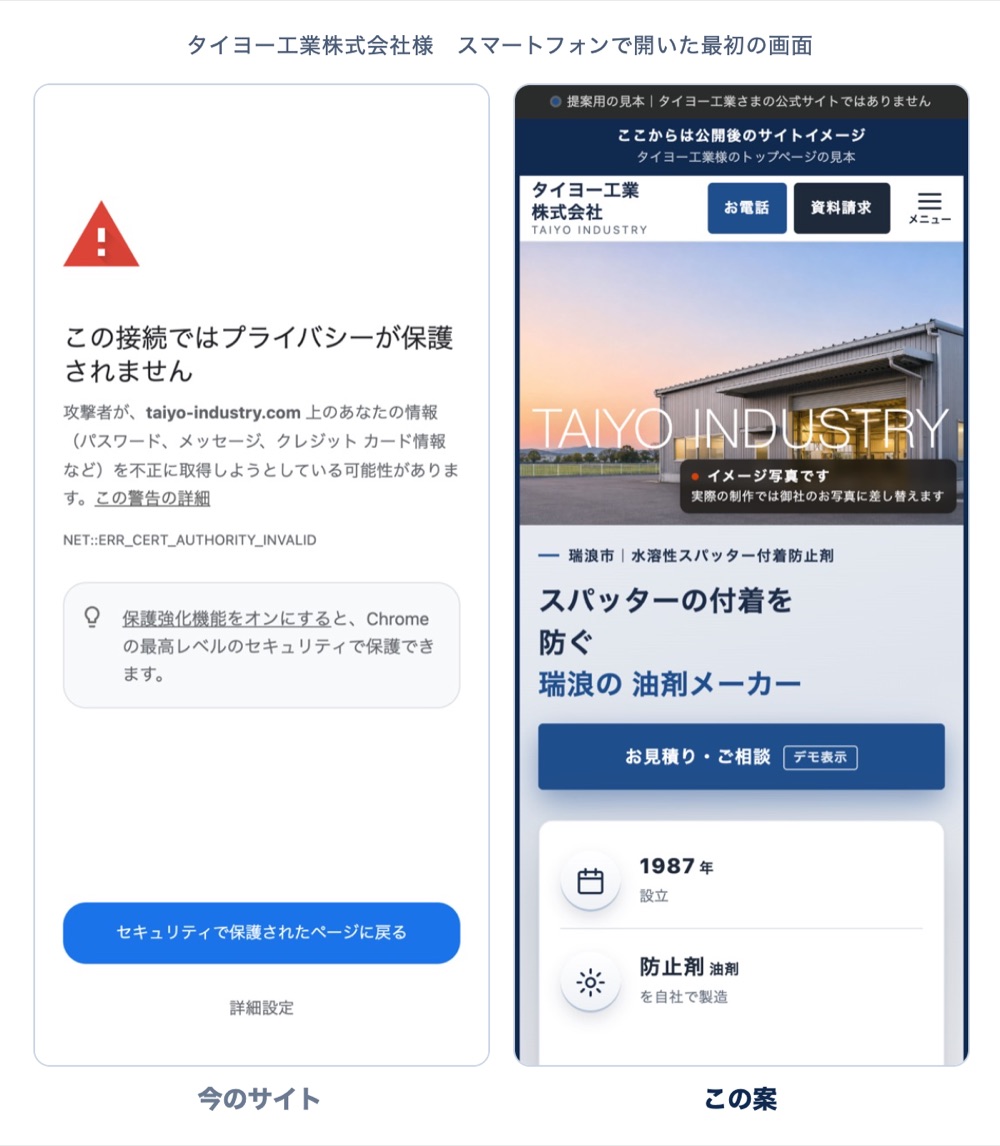 タイヨー工業株式会社様　スマートフォンで開いた最初の画面
この接続ではプライバシーが保護
されません
攻撃者が、taiyo-industry.com 上のあなたの情報
（パスワード、メッセージ、クレジット カード情報
など）を不正に取得しようとしている可能性がありま
す。この警告の詳細
NET::ERR_CERT_AUTHORITY_INVALID
保護強化機能をオンにすると、Chrome
の最高レベルのセキュリティで保護でき
ます。
セキュリティで保護されたページに戻る
詳細設定
今のサイト
提案用の見本｜タイヨー工業さまの公式サイトではありません
ここからは公開後のサイトイメージ
タイヨー工業様のトップページの見本
タイヨー工業
株式会社
TAIYO INDUSTRY
お電話
資料請求
メニュー
TAIYO INDUSTRY
イメージ写真です
実際の制作では御社のお写真に差し替えます
瑞浪市｜水溶性スパッター付着防止剤
スパッターの付着を
防ぐ
瑞浪の 油剤メーカー
お見積り・ご相談 デモ表示
1987 年
設立
防止剤 油剤
を自社で製造
この案